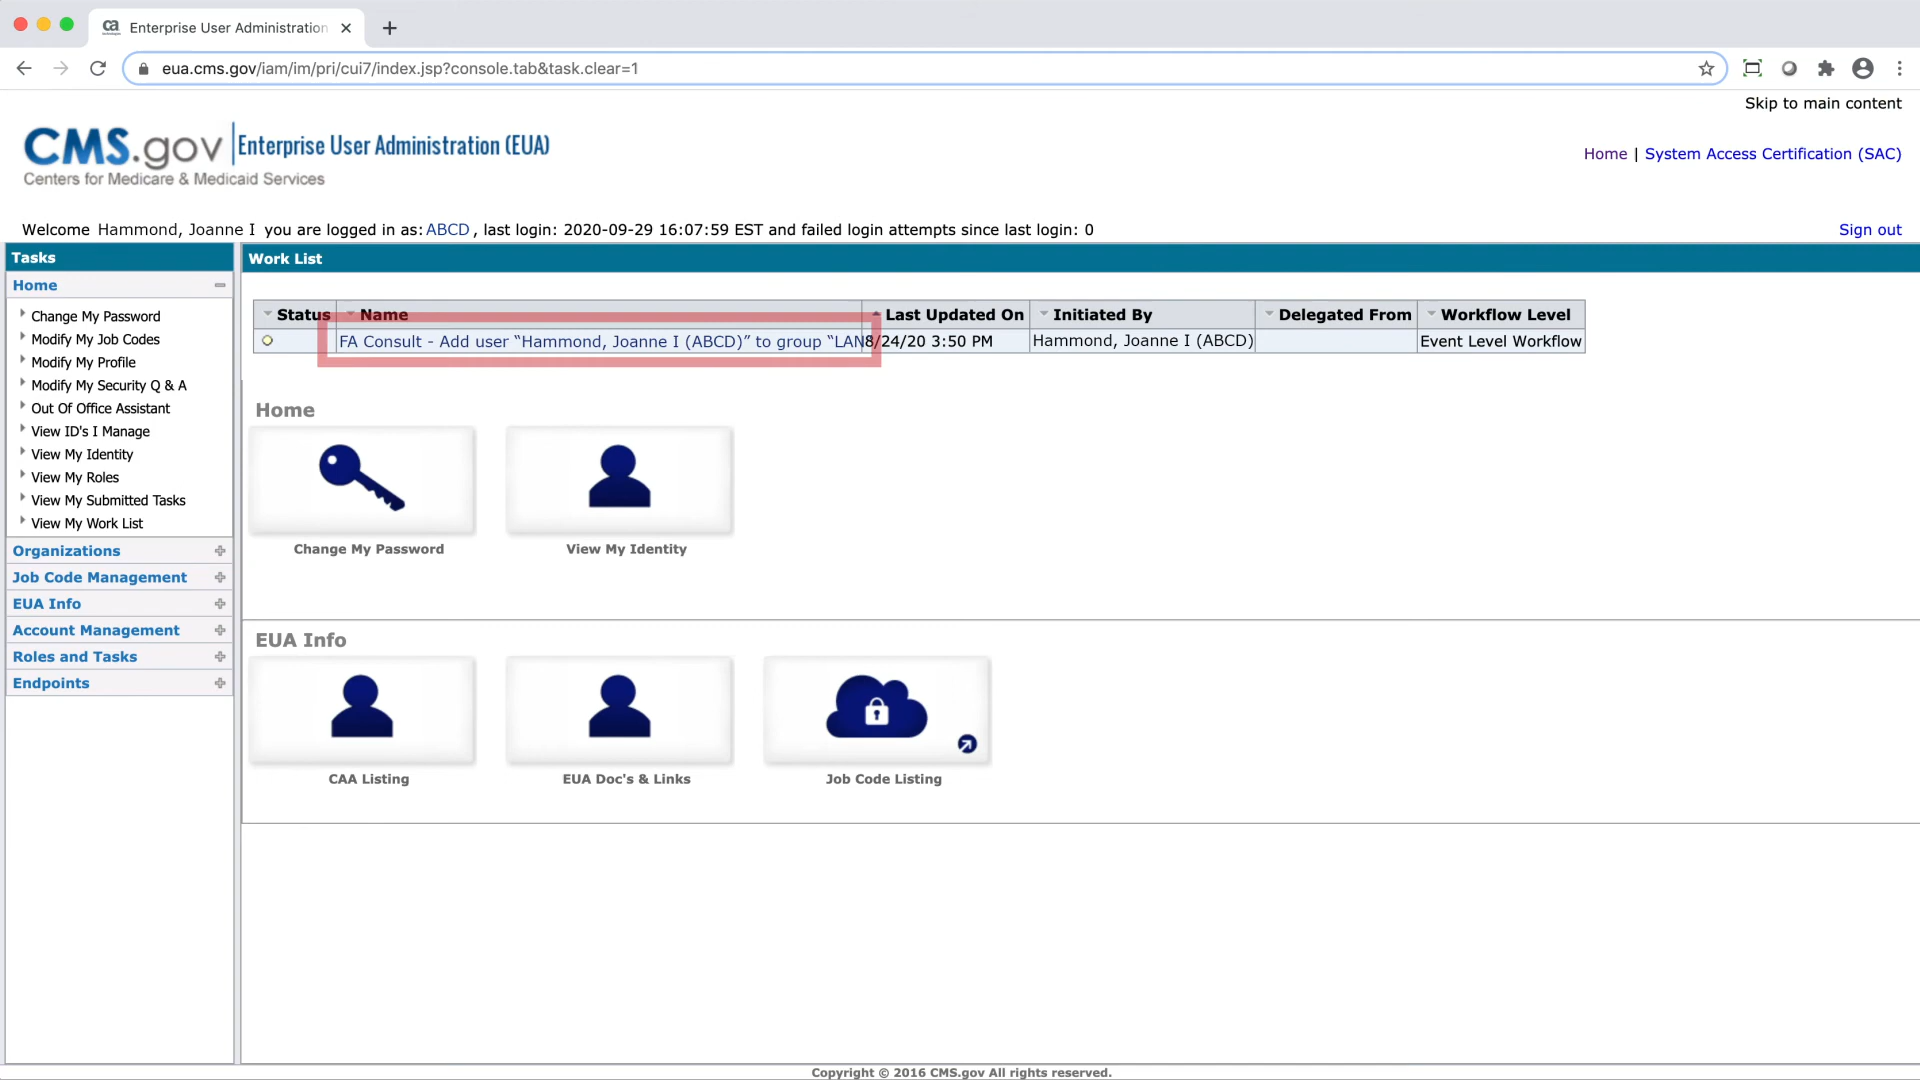 ca
Enterprise User Administration
eua.cms.gov/iam/im/pri/cui7/index.jsp?console.tab&task.clear=1
Skip to main content
CMS.gov Enterprise User Administration (EUA)
Centers for Medicare & Medicaid Services
Home | System Access Certification (SAC)
Welcome Hammond, Joanne I you are logged in as: ABCD , last login: 2020-09-29 16:07:59 EST and failed login attempts since last login: 0
Sign out
Tasks
Home
Change My Password
Modify My Job Codes
Modify My Profile
Modify My Security Q & A
Out Of Office Assistant
View ID's I Manage
View My Identity
View My Roles
View My Submitted Tasks
View My Work List
Organizations
Job Code Management
EUA Info
Account Management
Roles and Tasks
Endpoints
Work List
Status Name Last Updated On Initiated By Delegated From Workflow Level
FA Consult - Add user “Hammond, Joanne I (ABCD)” to group “LAN 8/24/20 3:50 PM Hammond, Joanne I (ABCD) Event Level Workflow
Home
Change My Password
View My Identity
EUA Info
CAA Listing
EUA Doc's & Links
Job Code Listing
Copyright © 2016 CMS.gov All rights reserved.